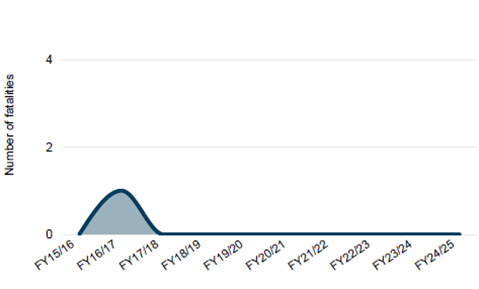 Number of fatalities
4
2
0
FY15/16
FY16/17
FY17/18
FY18/19
FY19/20
FY20/21
FY21/22
FY22/23
FY23/24
FY24/25